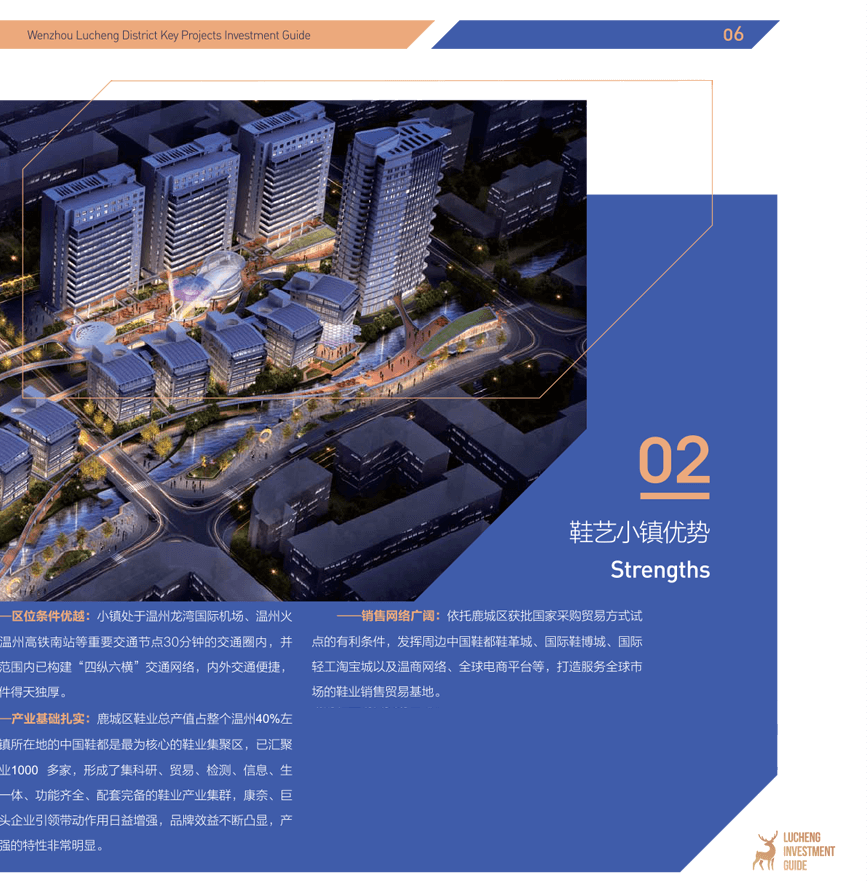 Wenzhou Lucheng District Key Projects Investment Guide
06
02
鞋艺小镇优势
Strengths
区位条件优越：小镇处于温州龙湾国际机场、温州火
温州高铁南站等重要交通节点30分钟的交通圈内，并
范围内已构建“四纵六横”交通网络，内外交通便捷，
件得天独厚。
产业基础扎实：鹿城区鞋业总产值占整个温州40%左
镇所在地的中国鞋都是最为核心的鞋业集聚区，已汇聚
业1000 多家，形成了集科研、贸易、检测、信息、生
一体、功能齐全、配套完备的鞋业产业集群，康奈、巨
头企业引领带动作用日益增强，品牌效益不断凸显，产
强的特性非常明显。
——销售网络广阔：依托鹿城区获批国家采购贸易方式试
点的有利条件，发挥周边中国鞋都鞋革城、国际鞋博城、国际
轻工淘宝城以及温商网络、全球电商平台等，打造服务全球市
场的鞋业销售贸易基地。
LUCHENG
INVESTMENT
GUIDE